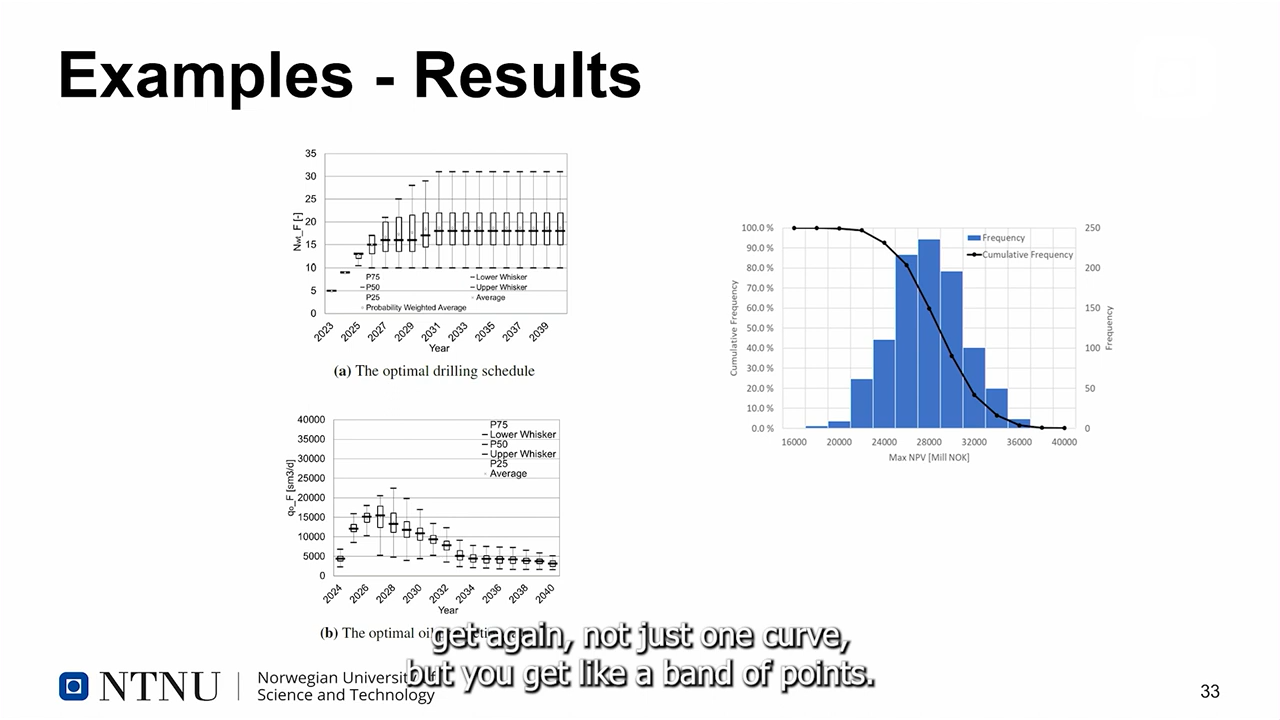 Examples - Results
35
30
25
20
15
10
5
0
Nwt_F [-]
P75
P50
P25
Probability Weighted Average
Lower Whisker
Upper Whisker
Average
2023
2025
2027
2029
2031
2033
2035
2037
2039
Year
(a) The optimal drilling schedule
40000
35000
30000
25000
20000
15000
10000
5000
0
qo_F [sm3/d]
P75
Lower Whisker
P50
Upper Whisker
P25
Average
2024
2026
2028
2030
2032
2034
2036
2038
2040
Year
(b) The optimal oil
100.0 %
90.0 %
80.0 %
70.0 %
60.0 %
50.0 %
40.0 %
30.0 %
20.0 %
10.0 %
0.0 %
Cumulative Frequency
Frequency
Cumulative Frequency
250
200
150
100
50
0
Frequency
16000 20000 24000 28000 32000 36000 40000
Max NPV [Mill NOK]
get again, not just one curve,
but you get like a band of points.
NTNU
Norwegian University
Science and Technology
33